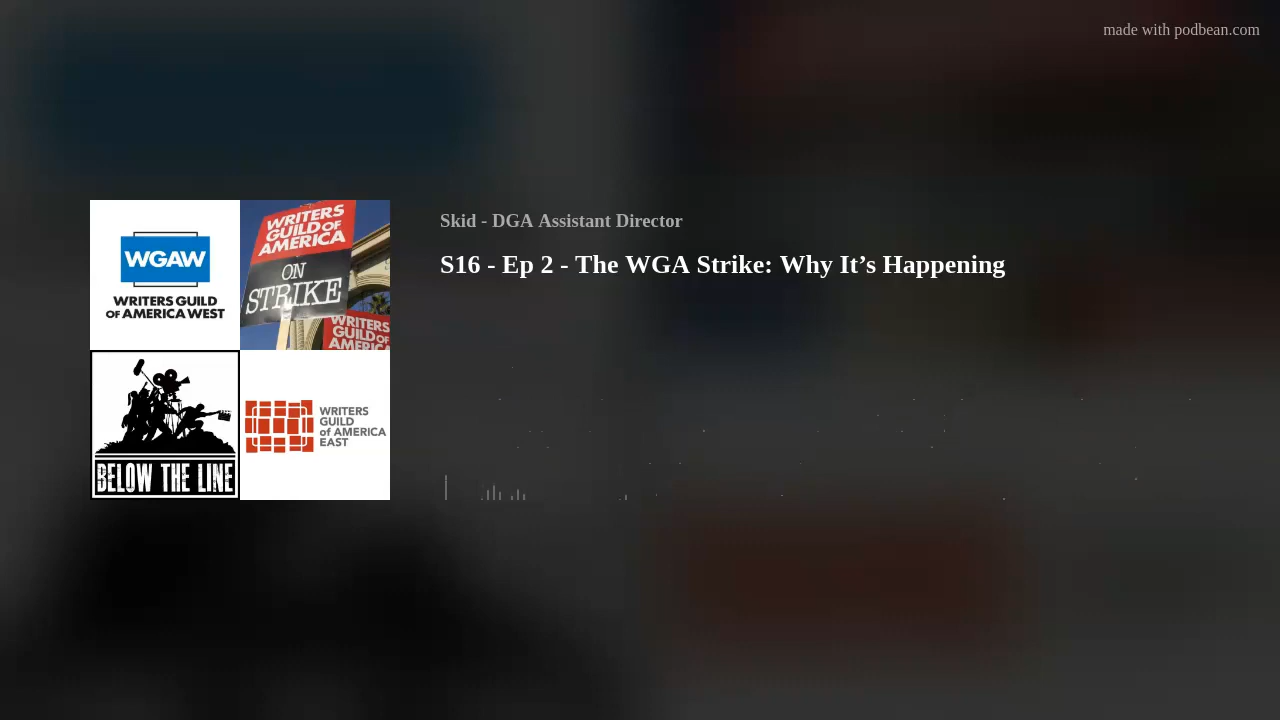 made with podbean.com
WGAW
WRITERS GUILD
OF AMERICA WEST
WRITERS
GUILD OF
AMERICA
ON
STRIKE
WRITERS
GUILD OF
AMERICA
Skid - DGA Assistant Director
S16 - Ep 2 - The WGA Strike: Why It’s Happening
BELOW THE LINE
WRITERS
GUILD
of AMERICA
EAST